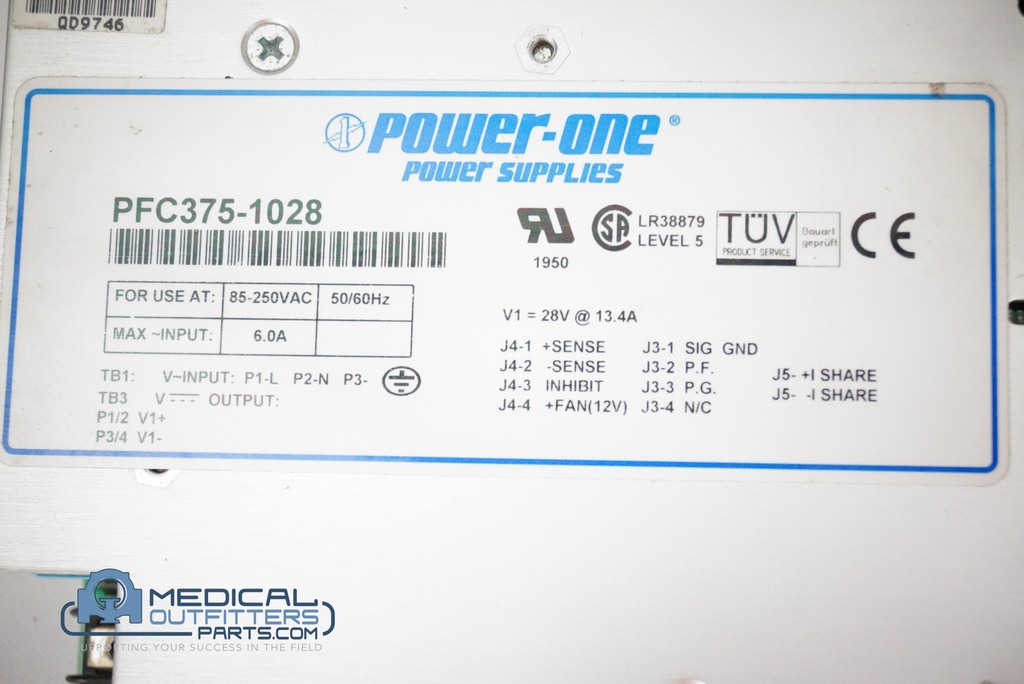 QD9746
POWER-ONE ®
POWER SUPPLIES
PFC375-1028
1950
LR38879
LEVEL 5
TÜV
PRODUCT SERVICE
Bauart
geprüft
CE
FOR USE AT: 85-250VAC 50/60Hz
MAX ~INPUT: 6.0A
V1 = 28V @ 13.4A
TB1: V~INPUT: P1-L P2-N P3-
TB3 V OUTPUT:
P1/2 V1+
P3/4 V1-
J4-1 +SENSE J3-1 SIG GND
J4-2 -SENSE J3-2 P.F.
J4-3 INHIBIT J3-3 P.G.
J4-4 +FAN(12V) J3-4 N/C
J5- +I SHARE
J5- -I SHARE
MEDICAL
OUTFITTERS
PARTS.COM
SUPPORTING YOUR SUCCESS IN THE FIELD